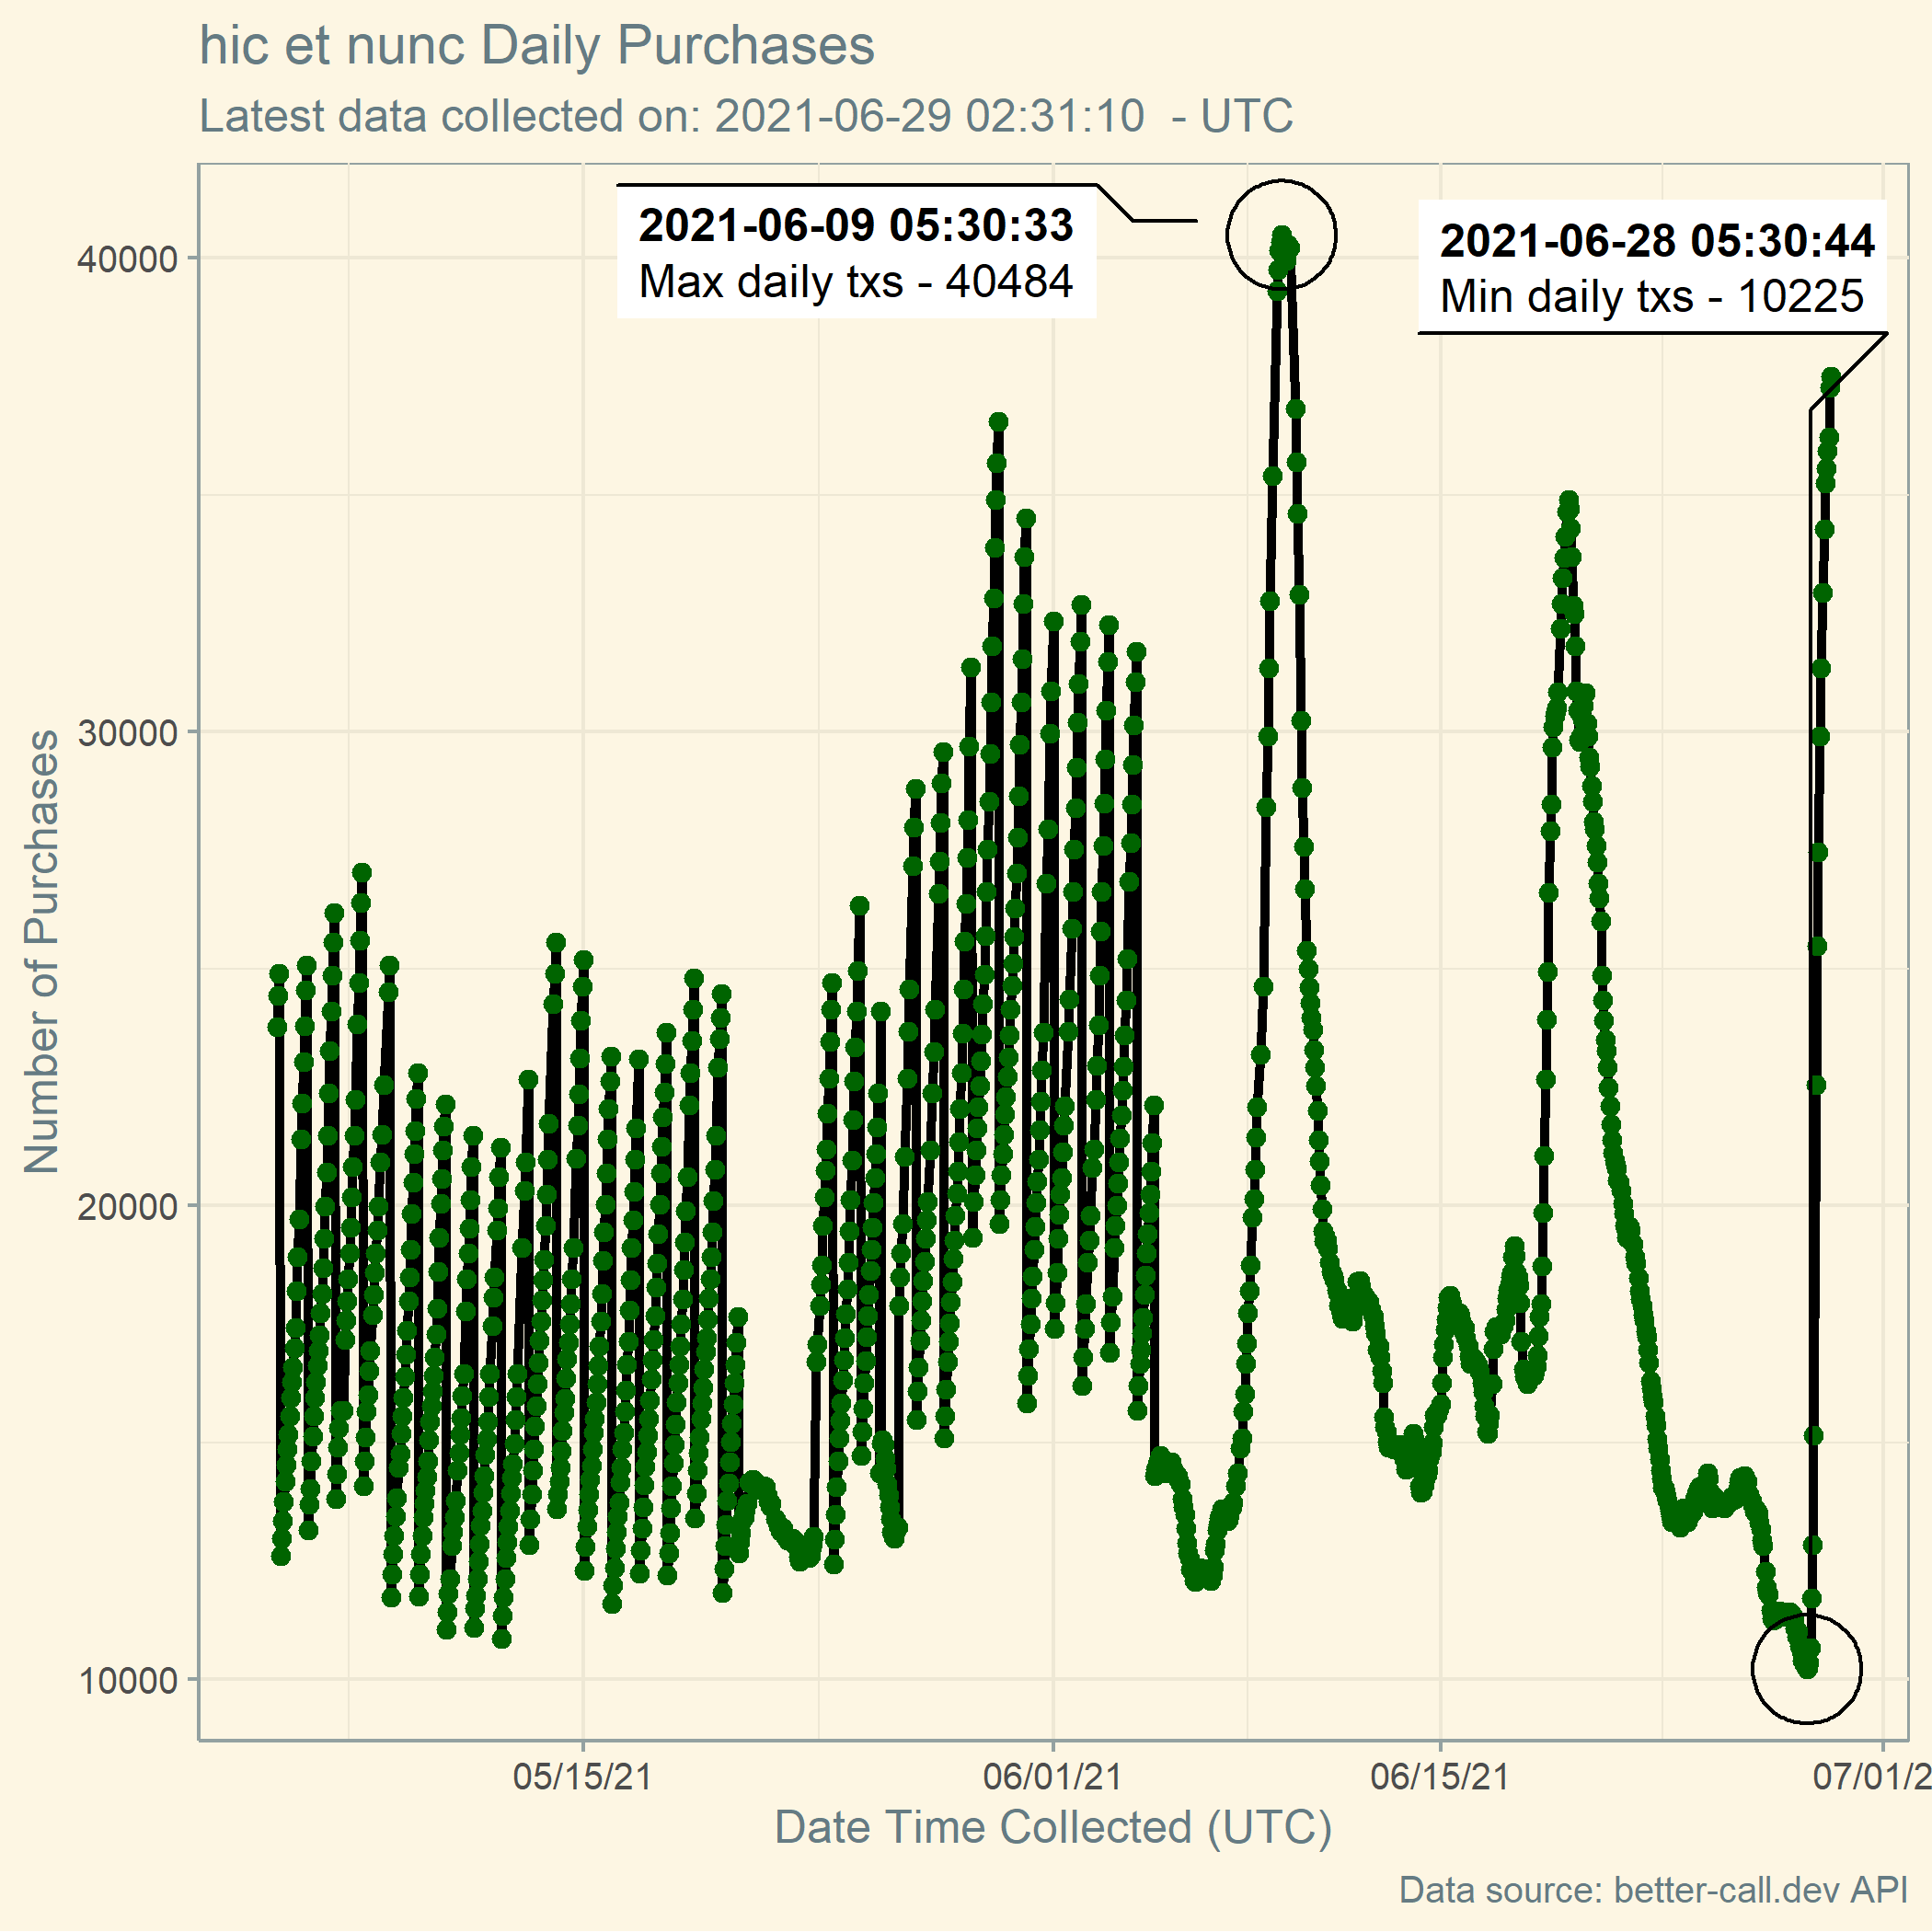 hic et nunc Daily Purchases
Latest data collected on: 2021-06-29 02:31:10  - UTC
2021-06-09 05:30:33
Max daily txs - 40484
2021-06-28 05:30:44
Min daily txs - 10225
40000
30000
20000
10000
Number of Purchases
05/15/21
06/01/21
06/15/21
07/01/2
Date Time Collected (UTC)
Data source: better-call.dev API